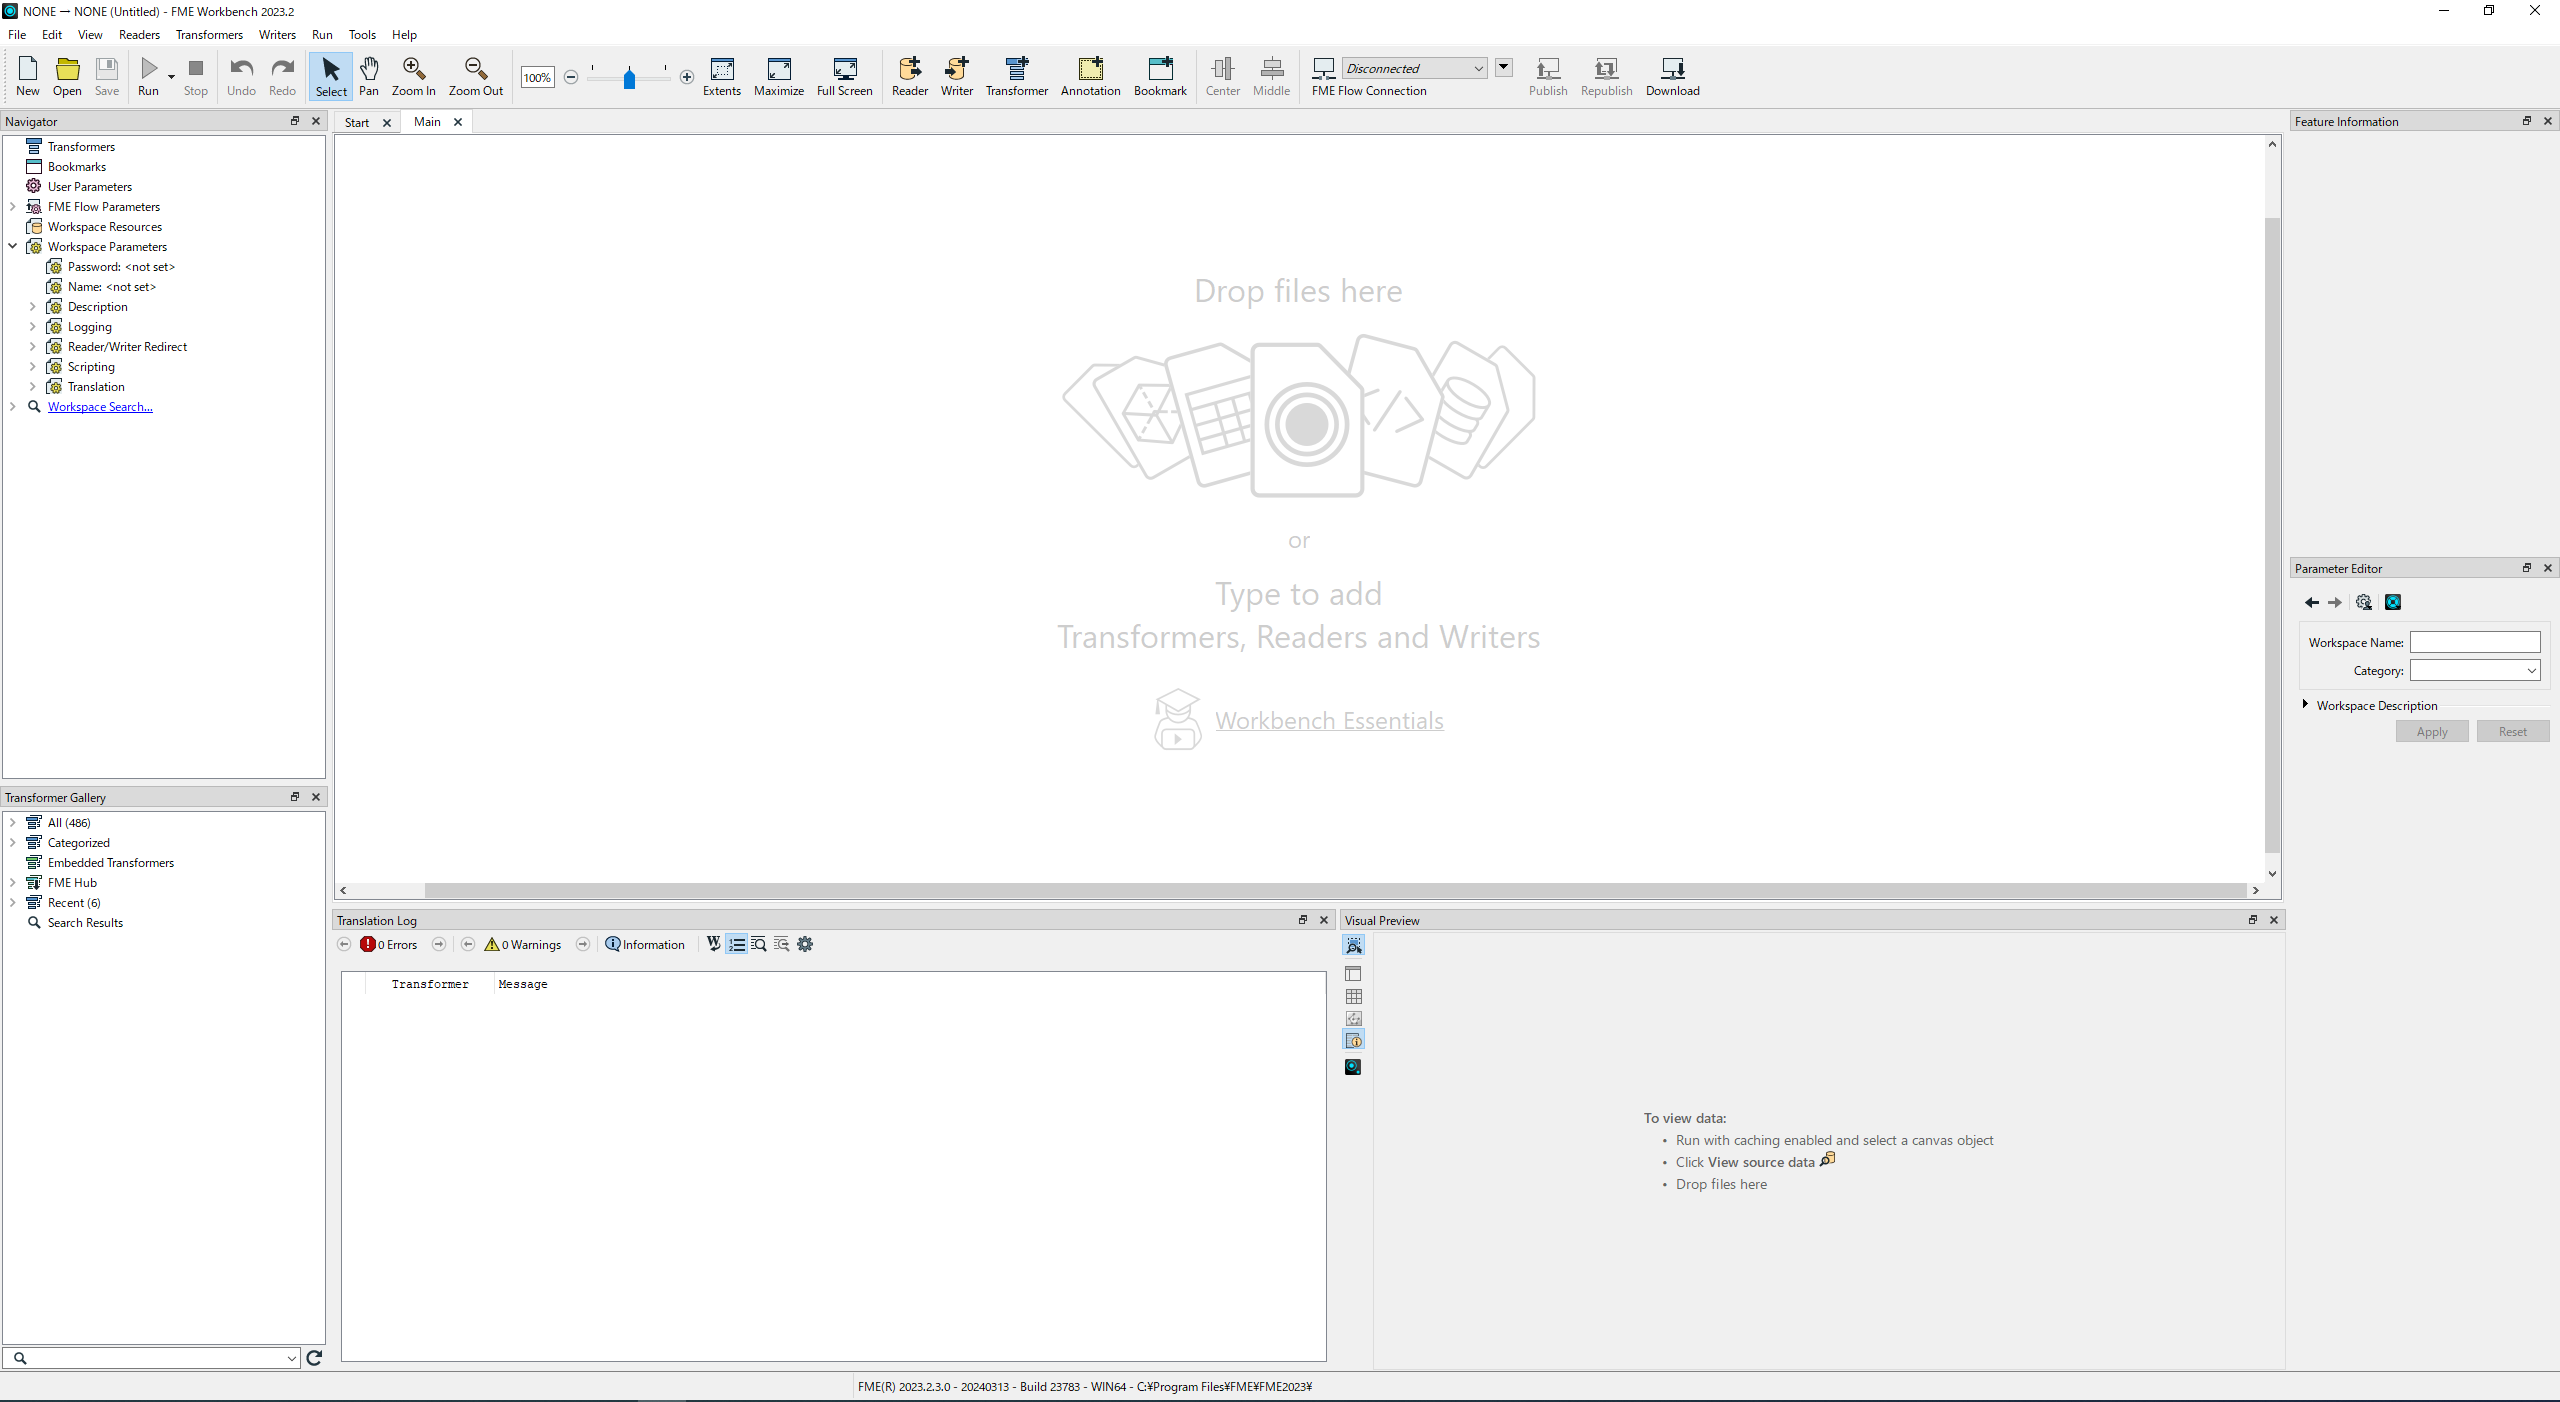 NONE → NONE (Untitled) - FME Workbench 2023.2
File Edit View Readers Transformers Writers Run Tools Help
New Open Save Run Stop Undo Redo Select Pan Zoom In Zoom Out 100% Extents Maximize Full Screen Reader Writer Transformer Annotation Bookmark Center Middle Disconnected FME Flow Connection Publish Republish Download
Navigator
Transformers
Bookmarks
User Parameters
FME Flow Parameters
Workspace Resources
Workspace Parameters
Password: <not set>
Name: <not set>
Description
Logging
Reader/Writer Redirect
Scripting
Translation
Workspace Search...
Transformer Gallery
All (486)
Categorized
Embedded Transformers
FME Hub
Recent (6)
Search Results
Start Main
Drop files here
or
Type to add
Transformers, Readers and Writers
Workbench Essentials
Translation Log
0 Errors 0 Warnings Information
Transformer Message
Visual Preview
To view data:
• Run with caching enabled and select a canvas object
• Click View source data
• Drop files here
Feature Information
Parameter Editor
Workspace Name:
Category:
Workspace Description
Apply Reset
FME(R) 2023.2.3.0 - 20240313 - Build 23783 - WIN64 - C:¥Program Files¥FME¥FME2023¥